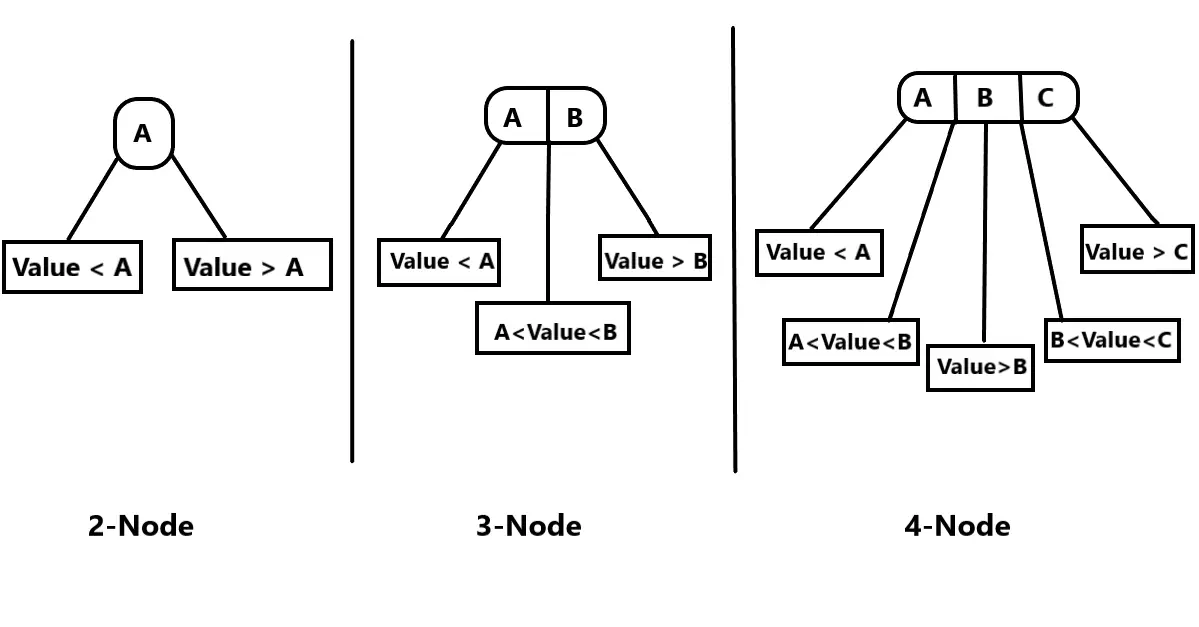 A
Value < A
Value > A
2-Node
A B
Value < A
A<Value<B
Value > B
3-Node
A B C
Value < A
A<Value<B
Value>B
B<Value<C
Value > C
4-Node